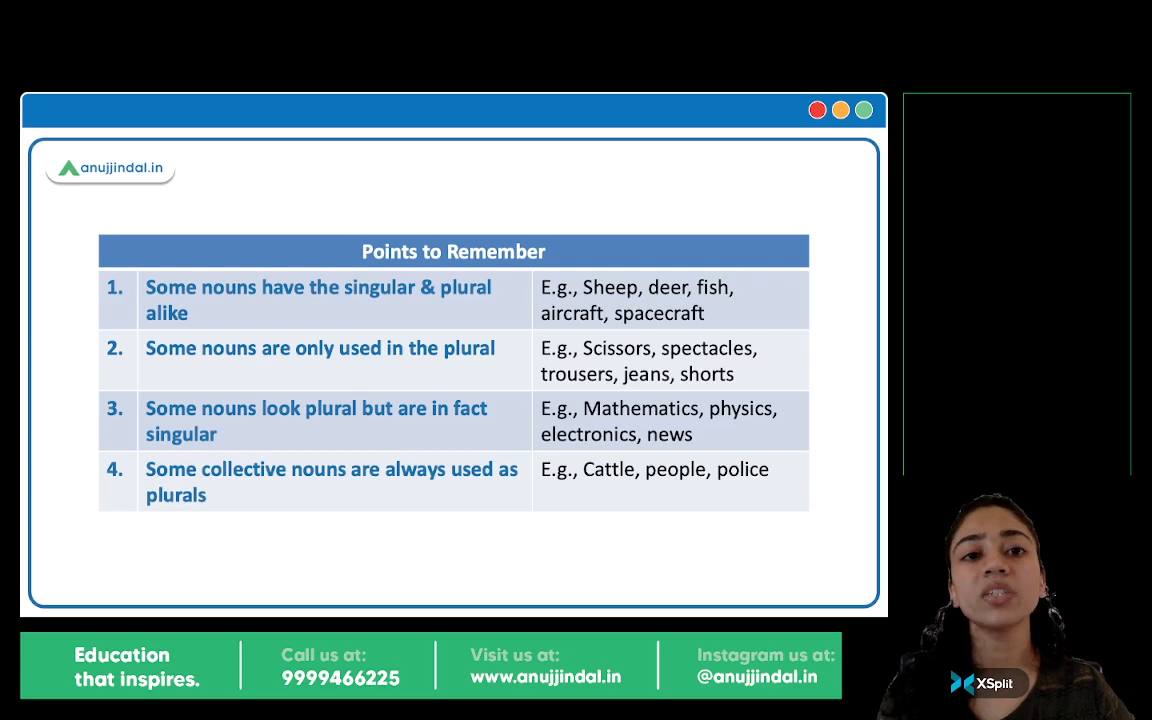 anujjindal.in
Points to Remember
1. Some nouns have the singular & plural alike
E.g., Sheep, deer, fish, aircraft, spacecraft
2. Some nouns are only used in the plural
E.g., Scissors, spectacles, trousers, jeans, shorts
3. Some nouns look plural but are in fact singular
E.g., Mathematics, physics, electronics, news
4. Some collective nouns are always used as plurals
E.g., Cattle, people, police
Education
that inspires.
Call us at:
9999466225
Visit us at:
www.anujjindal.in
Instagram us at:
@anujjindal.in
XSplit